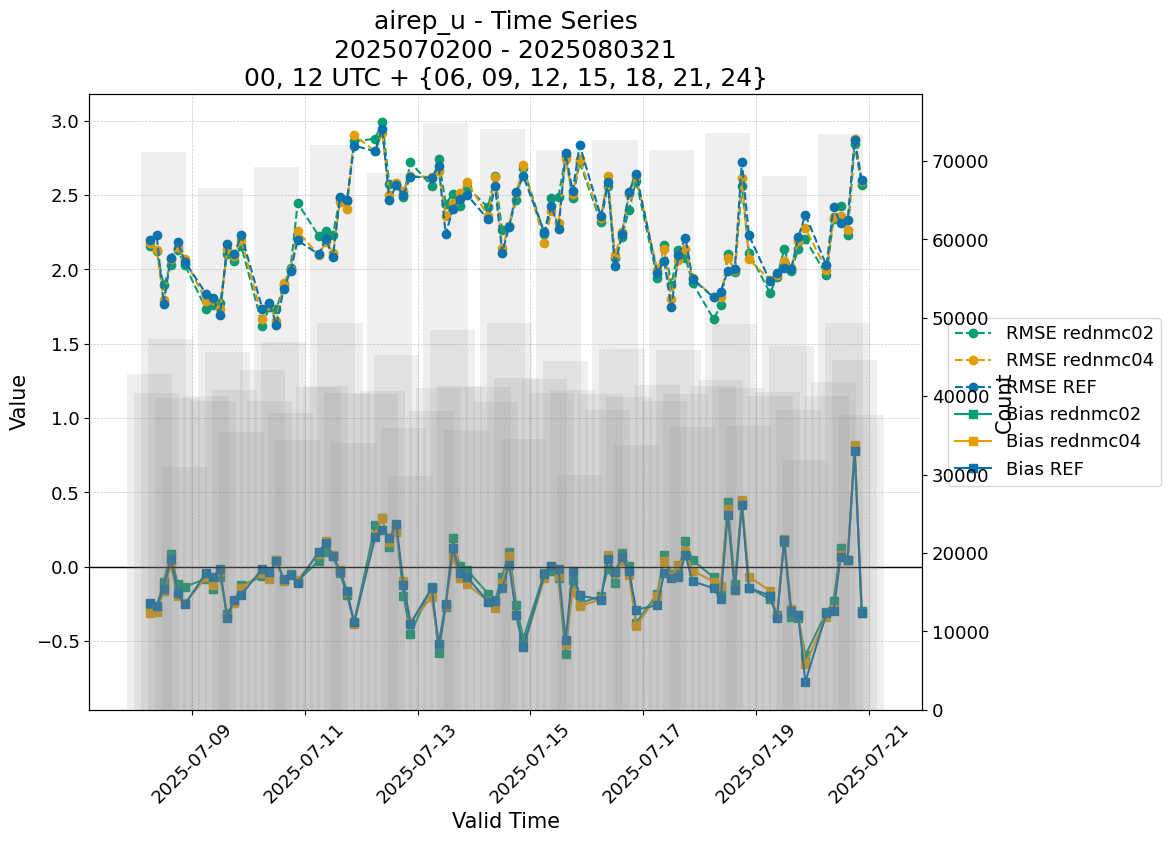 airep_u - Time Series
2025070200 - 2025080321
00, 12 UTC + {06, 09, 12, 15, 18, 21, 24}
3.0
2.5
2.0
1.5
1.0
0.5
0.0
−0.5
Value
70000
60000
50000
40000
30000
20000
10000
0
Count
RMSE rednmc02
RMSE rednmc04
RMSE REF
Bias rednmc02
Bias rednmc04
Bias REF
2025-07-09
2025-07-11
2025-07-13
2025-07-15
2025-07-17
2025-07-19
2025-07-21
Valid Time